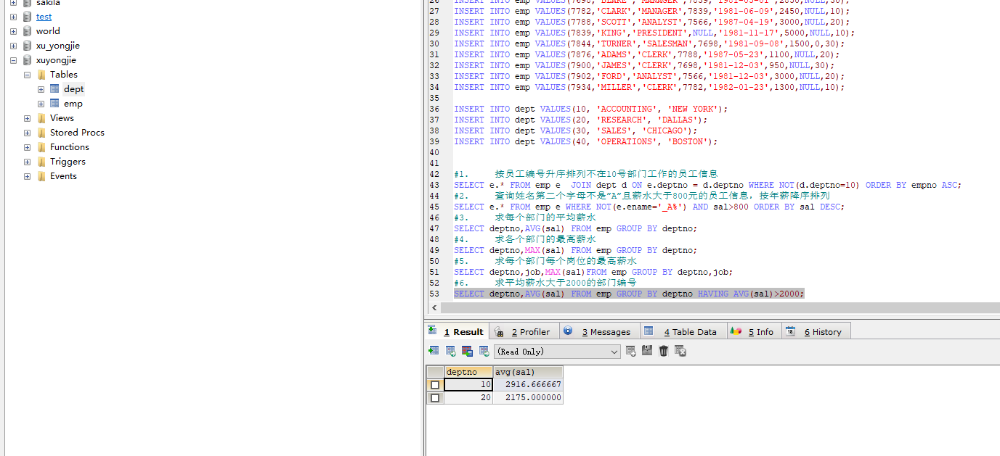 sakila
test
world
xu_yongjie
xuyongjie
Tables
dept
emp
Views
Stored Procs
Functions
Triggers
Events
26 INSERT INTO emp VALUES(7698,'BLAKE','MANAGER',7839,'1981-05-01',2850,NULL,30);
27 INSERT INTO emp VALUES(7782,'CLARK','MANAGER',7839,'1981-06-09',2450,NULL,10);
28 INSERT INTO emp VALUES(7788,'SCOTT','ANALYST',7566,'1987-04-19',3000,NULL,20);
29 INSERT INTO emp VALUES(7839,'KING','PRESIDENT',NULL,'1981-11-17',5000,NULL,10);
30 INSERT INTO emp VALUES(7844,'TURNER','SALESMAN',7698,'1981-09-08',1500,0,30);
31 INSERT INTO emp VALUES(7876,'ADAMS','CLERK',7788,'1987-05-23',1100,NULL,20);
32 INSERT INTO emp VALUES(7900,'JAMES','CLERK',7698,'1981-12-03',950,NULL,30);
33 INSERT INTO emp VALUES(7902,'FORD','ANALYST',7566,'1981-12-03',3000,NULL,20);
34 INSERT INTO emp VALUES(7934,'MILLER','CLERK',7782,'1982-01-23',1300,NULL,10);
35
36 INSERT INTO dept VALUES(10, 'ACCOUNTING', 'NEW YORK');
37 INSERT INTO dept VALUES(20, 'RESEARCH', 'DALLAS');
38 INSERT INTO dept VALUES(30, 'SALES', 'CHICAGO');
39 INSERT INTO dept VALUES(40, 'OPERATIONS', 'BOSTON');
40
41
42 #1. 按员工编号升序排列不在10号部门工作的员工信息
43 SELECT e.* FROM emp e JOIN dept d ON e.deptno = d.deptno WHERE NOT(d.deptno=10) ORDER BY empno ASC;
44 #2. 查询姓名第二个字母不是”A”且薪水大于800元的员工信息，按年薪降序排列
45 SELECT e.* FROM emp e WHERE NOT(e.ename='_A%') AND sal>800 ORDER BY sal DESC;
46 #3. 求每个部门的平均薪水
47 SELECT deptno,AVG(sal) FROM emp GROUP BY deptno;
48 #4. 求各个部门的最高薪水
49 SELECT deptno,MAX(sal) FROM emp GROUP BY deptno;
50 #5. 求每个部门每个岗位的最高薪水
51 SELECT deptno,job,MAX(sal)FROM emp GROUP BY deptno,job;
52 #6. 求平均薪水大于2000的部门编号
53 SELECT deptno,AVG(sal) FROM emp GROUP BY deptno HAVING AVG(sal)>2000;
1 Result 2 Profiler 3 Messages 4 Table Data 5 Info 18 6 History
(Read Only)
deptno avg(sal)
10 2916.666667
20 2175.000000